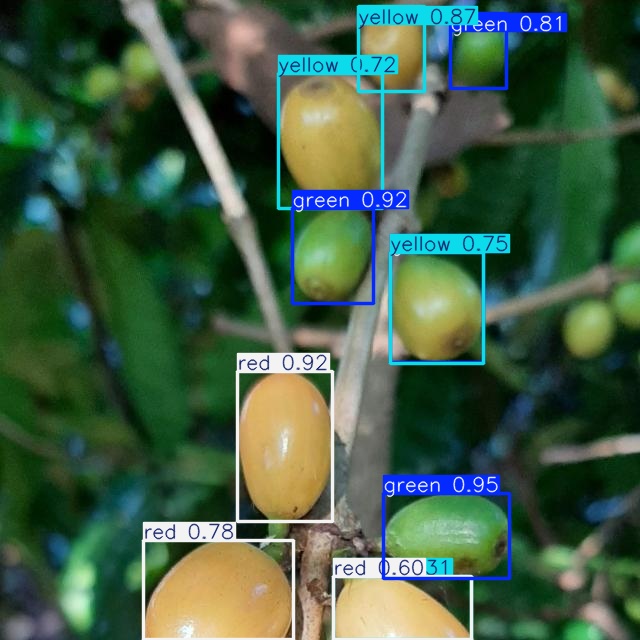 yellow 0.87
green 0.81
yellow 0.72
green 0.92
yellow 0.75
red 0.92
green 0.95
red 0.78
red 0.60
31